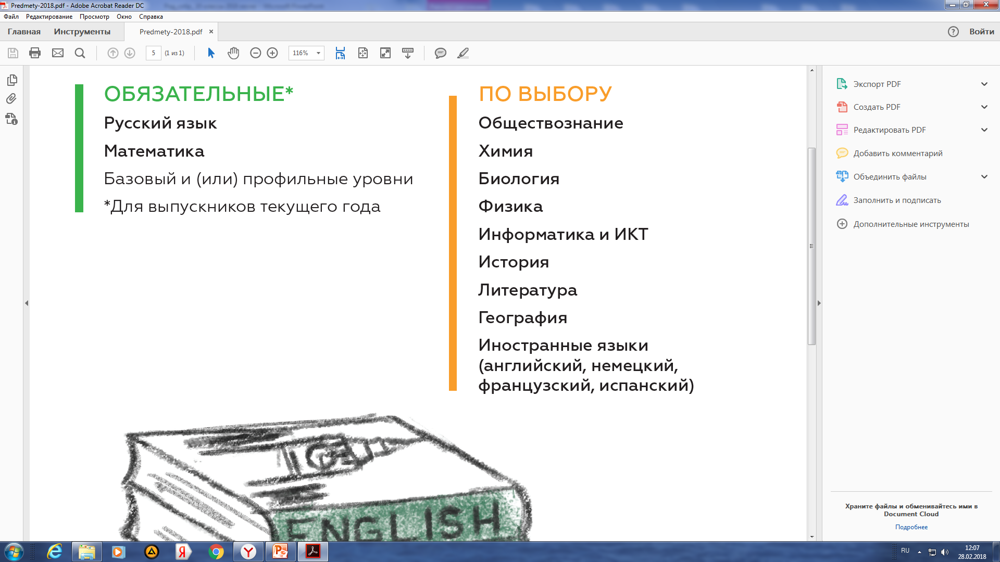 Predmety-2018.pdf - Adobe Acrobat Reader DC
Файл Редактирование Просмотр Окно Справка
Главная Инструменты Predmety-2018.pdf × Войти
5 (1 из 1) 116%
ОБЯЗАТЕЛЬНЫЕ*
Русский язык
Математика
Базовый и (или) профильные уровни
*Для выпускников текущего года
ПО ВЫБОРУ
Обществознание
Химия
Биология
Физика
Информатика и ИКТ
История
Литература
География
Иностранные языки
(английский, немецкий,
французский, испанский)
ENGLISH
Экспорт PDF
Создать PDF
Редактировать PDF
Добавить комментарий
Объединить файлы
Заполнить и подписать
Дополнительные инструменты
Храните файлы и обменивайтесь ими в
Document Cloud
Подробнее
RU
12:07
28.02.2018